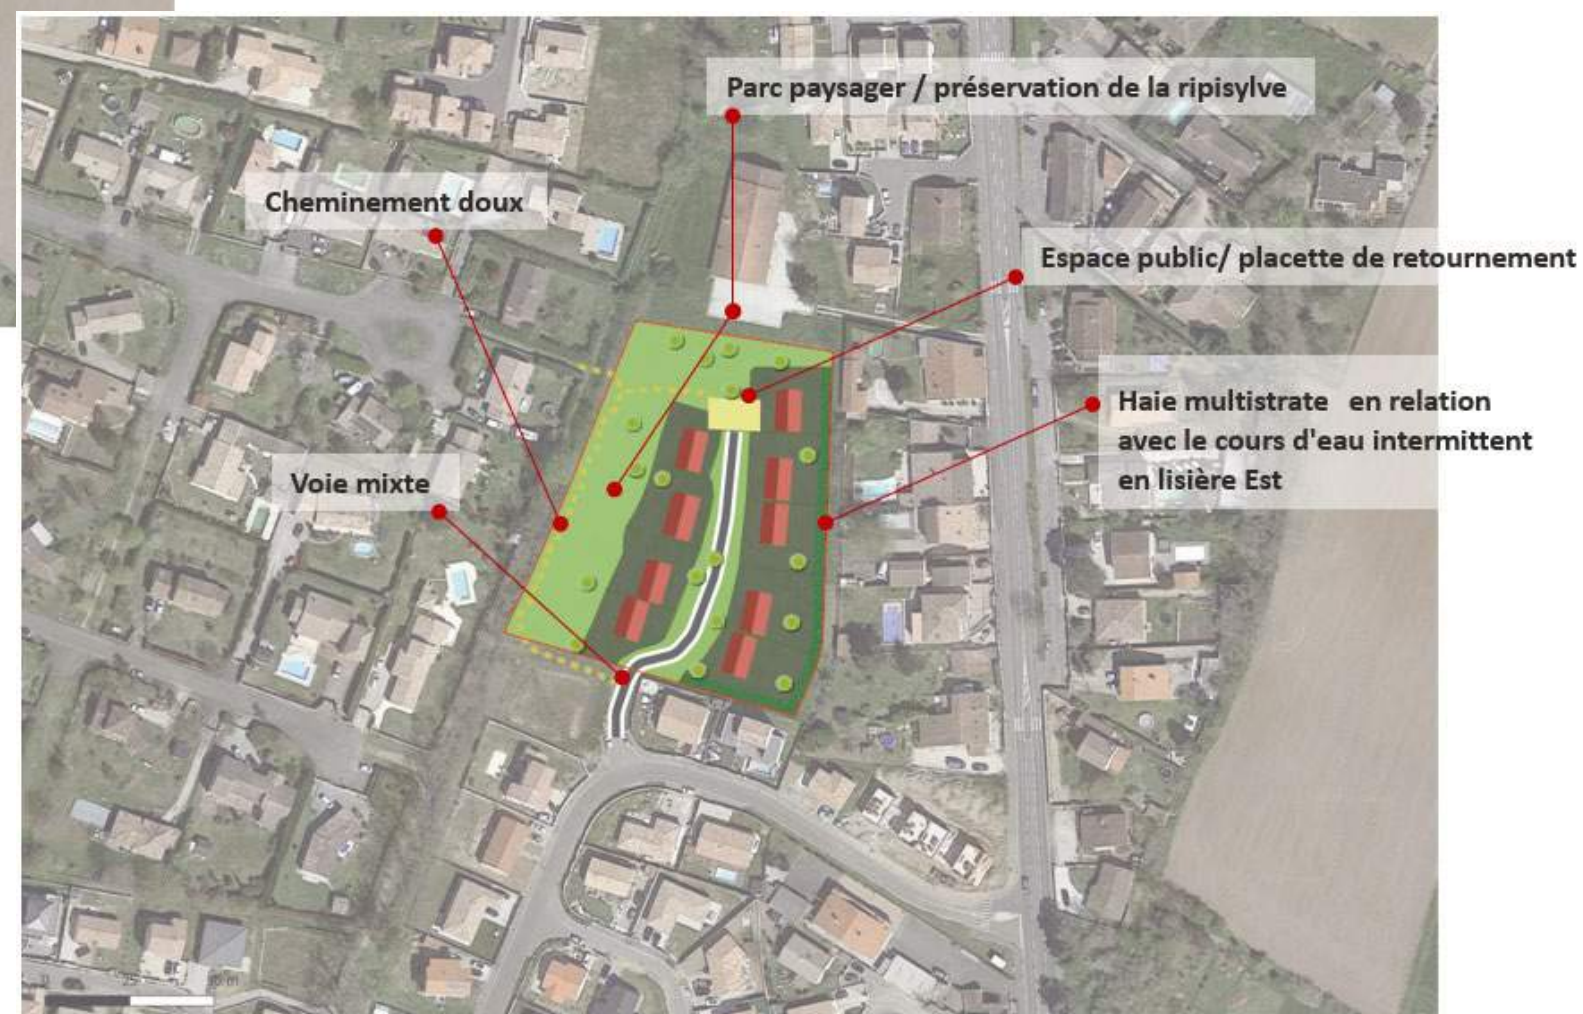 Parc paysager / préservation de la ripisylve
Cheminement doux
Espace public/ placette de retournement
Haie multistrate en relation
avec le cours d'eau intermittent
en lisière Est
Voie mixte